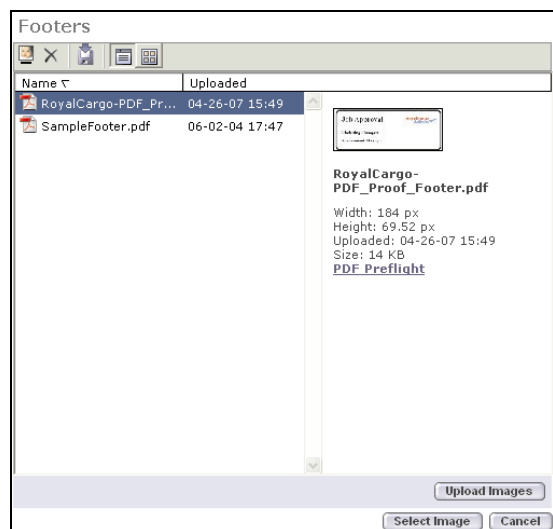 Footers
Name Uploaded
RoyalCargo-PDF_Pr... 04-26-07 15:49
SampleFooter.pdf 06-02-04 17:47
Job Approval
RoyalCargo-
PDF_Proof_Footer.pdf
Width: 184 px
Height: 69.52 px
Uploaded: 04-26-07 15:49
Size: 14 KB
PDF Preflight
Upload Images
Select Image Cancel